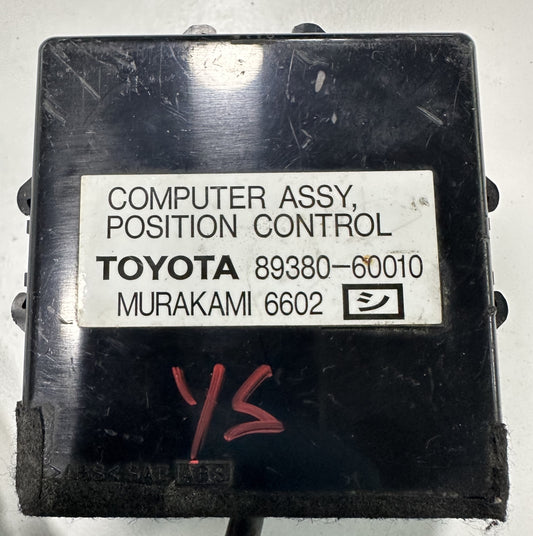 COMPUTER ASSY,
POSITION CONTROL
TOYOTA 89380-60010
MURAKAMI 6602 シ
YS